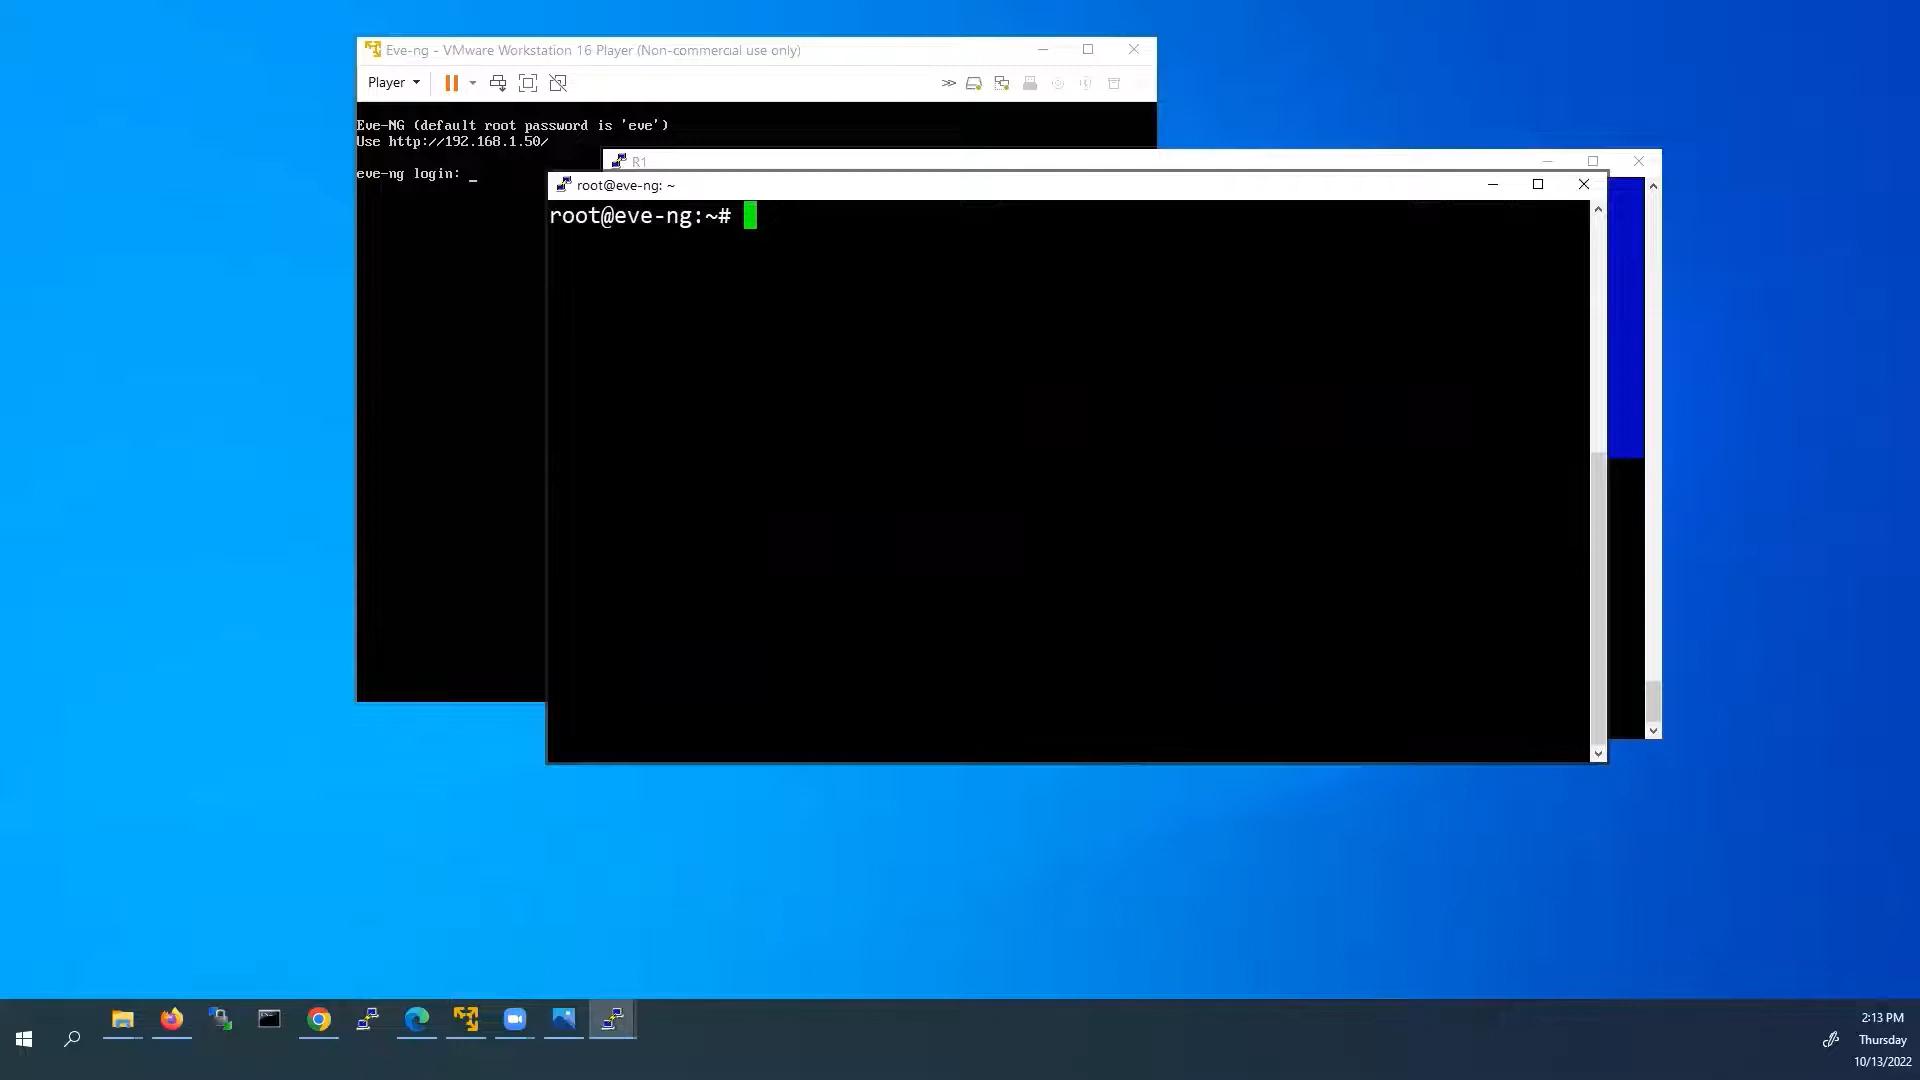 Eve-ng - VMware Workstation 16 Player (Non-commercial use only)
Player
Eve-NG (default root password is 'eve')
Use http://192.168.1.50/
eve-ng login: _
R1
root@eve-ng: ~
root@eve-ng:~#
2:13 PM
Thursday
10/13/2022